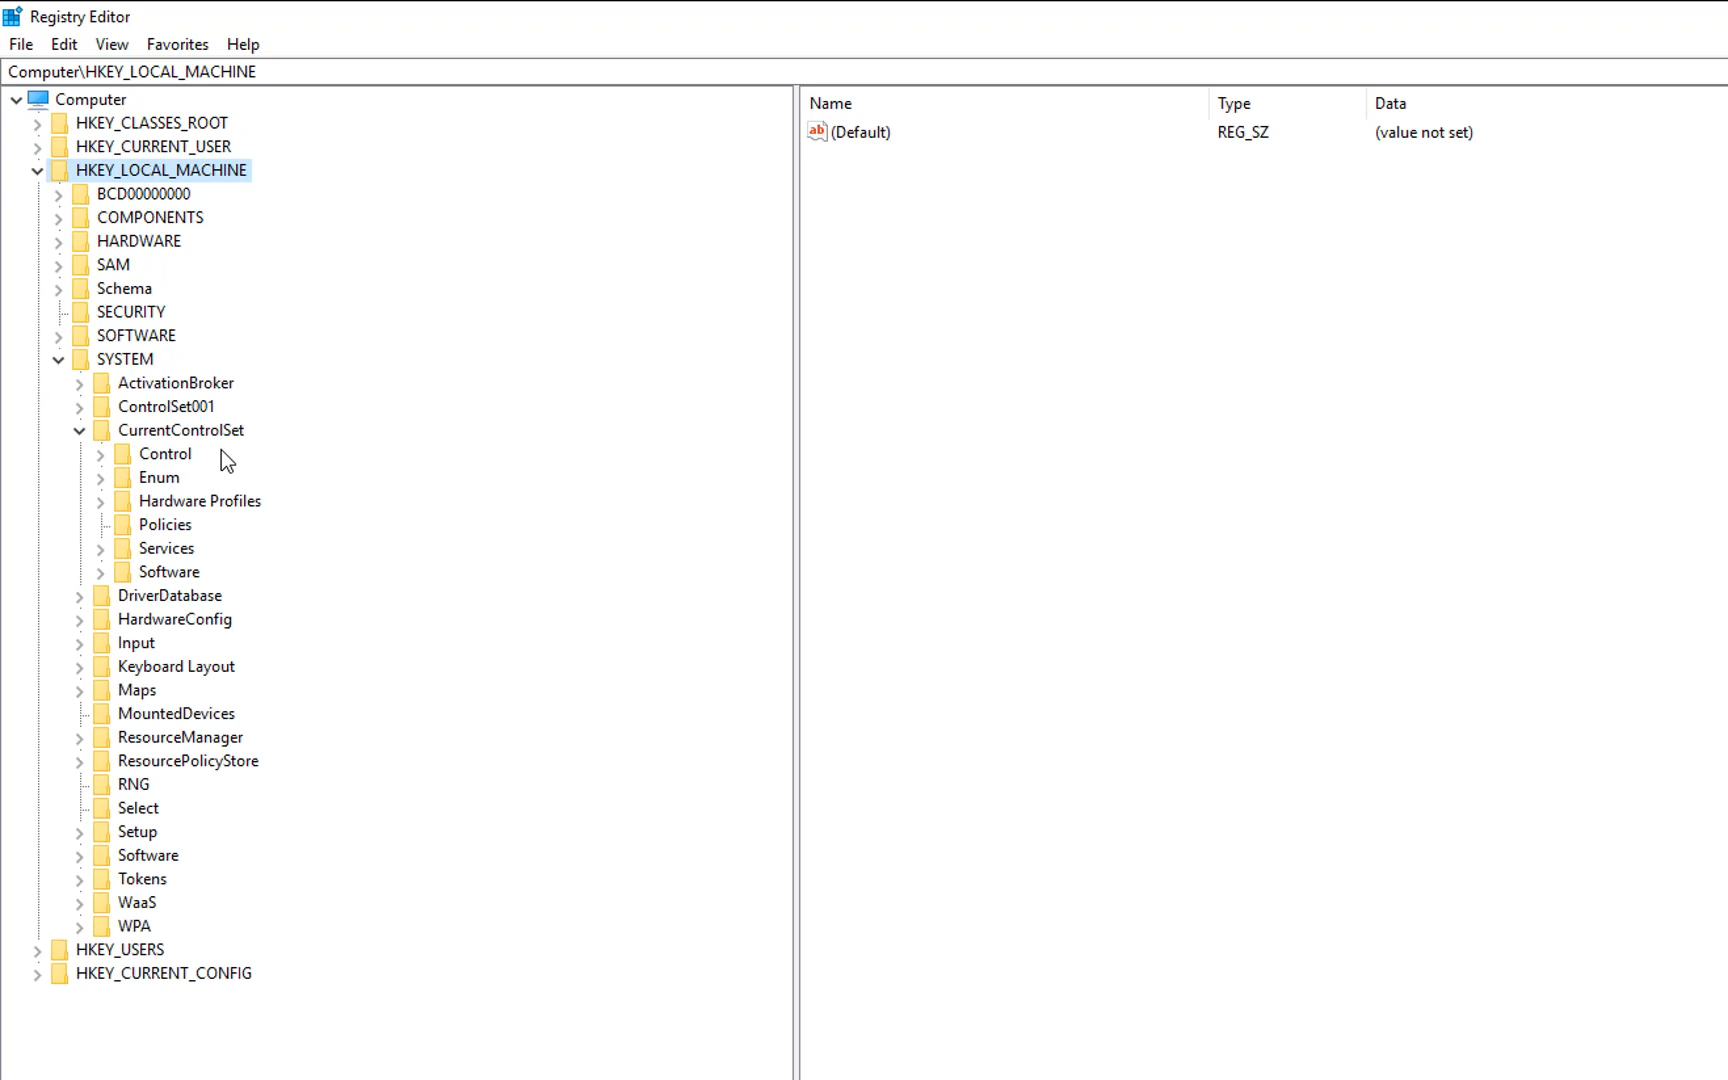 Registry Editor
File Edit View Favorites Help
Computer\HKEY_LOCAL_MACHINE
Computer
HKEY_CLASSES_ROOT
HKEY_CURRENT_USER
HKEY_LOCAL_MACHINE
BCD00000000
COMPONENTS
HARDWARE
SAM
Schema
SECURITY
SOFTWARE
SYSTEM
ActivationBroker
ControlSet001
CurrentControlSet
Control
Enum
Hardware Profiles
Policies
Services
Software
DriverDatabase
HardwareConfig
Input
Keyboard Layout
Maps
MountedDevices
ResourceManager
ResourcePolicyStore
RNG
Select
Setup
Software
Tokens
WaaS
WPA
HKEY_USERS
HKEY_CURRENT_CONFIG
Name Type Data
ab (Default) REG_SZ (value not set)